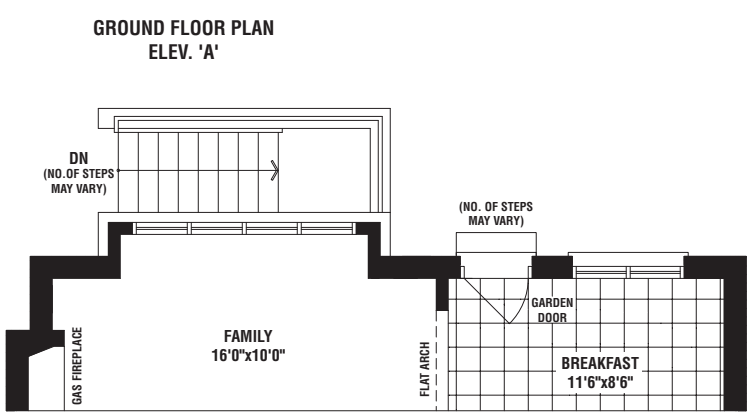 GROUND FLOOR PLAN
ELEV. 'A'
DN
(NO.OF STEPS
MAY VARY)
(NO. OF STEPS
MAY VARY)
GARDEN
DOOR
FAMILY
16'0"x10'0"
GAS FIREPLACE
FLAT ARCH
BREAKFAST
11'6"x8'6"